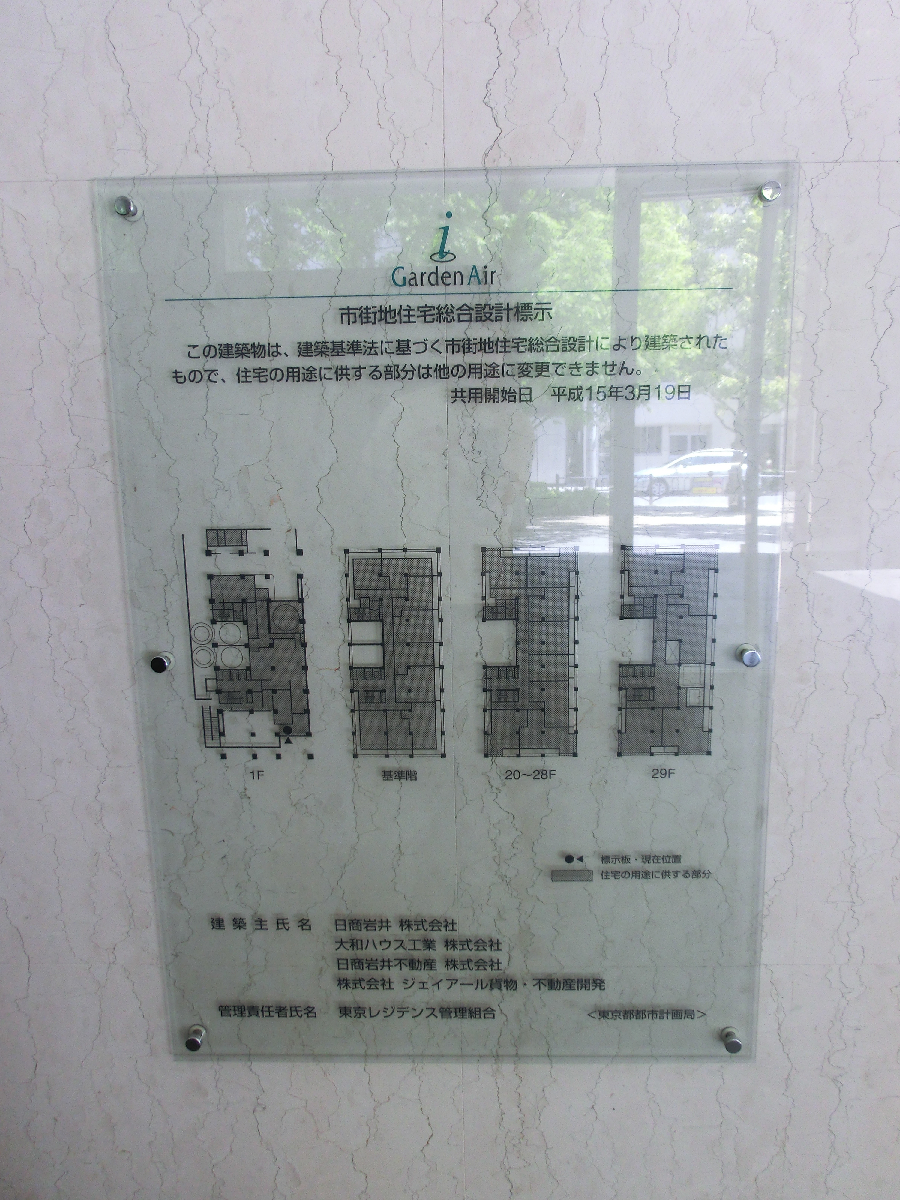 i
Garden Air
市街地住宅総合設計標示
この建築物は、建築基準法に基づく市街地住宅総合設計により建築された
もので、住宅の用途に供する部分は他の用途に変更できません。
共用開始日／平成15年3月19日
1F 基準階 20〜28F 29F
●◀ 標示板・現在位置
住宅の用途に供する部分
建築主氏名 日商岩井 株式会社
大和ハウス工業 株式会社
日商岩井不動産 株式会社
株式会社 ジェイアール貨物・不動産開発
管理責任者氏名 東京レジデンス管理組合 <東京都都市計画局>